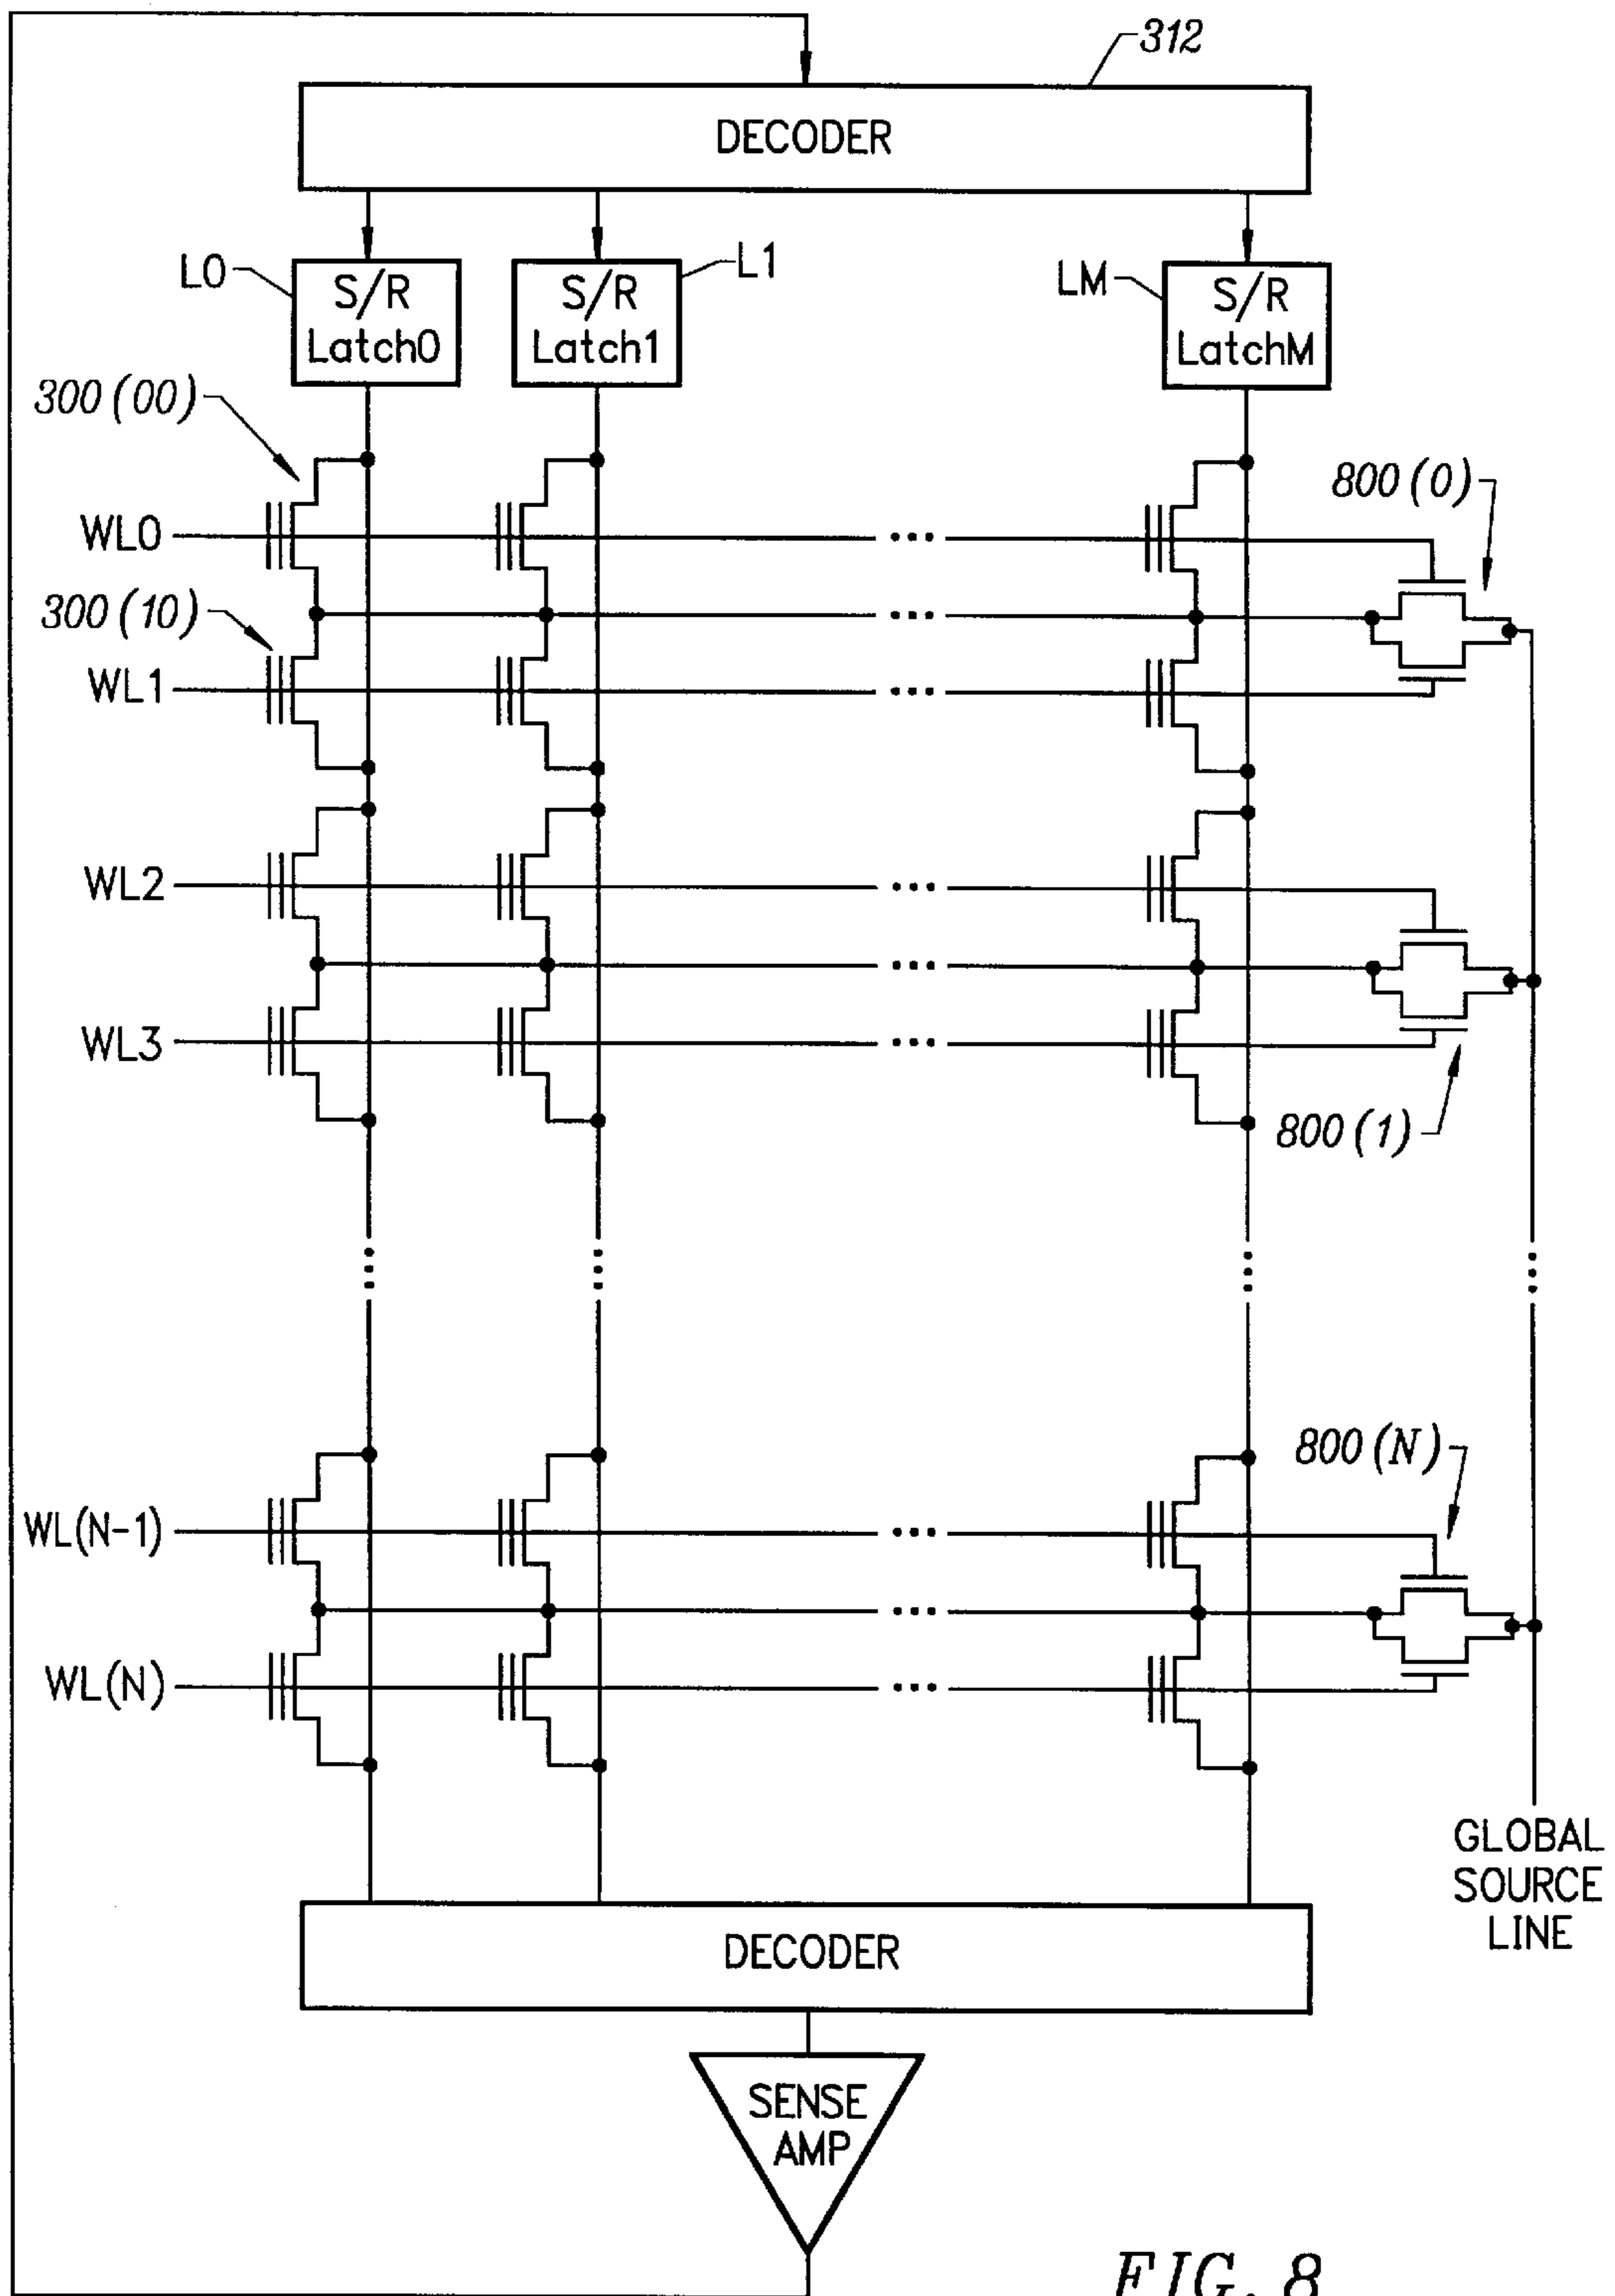 312
DECODER
L0
S/R
Latch0
S/R
Latch1
L1
LM
S/R
LatchM
300(00)
800(0)
WL0
300(10)
WL1
WL2
WL3
800(1)
800(N)
WL(N-1)
WL(N)
GLOBAL
SOURCE
LINE
DECODER
SENSE
AMP
FIG. 8